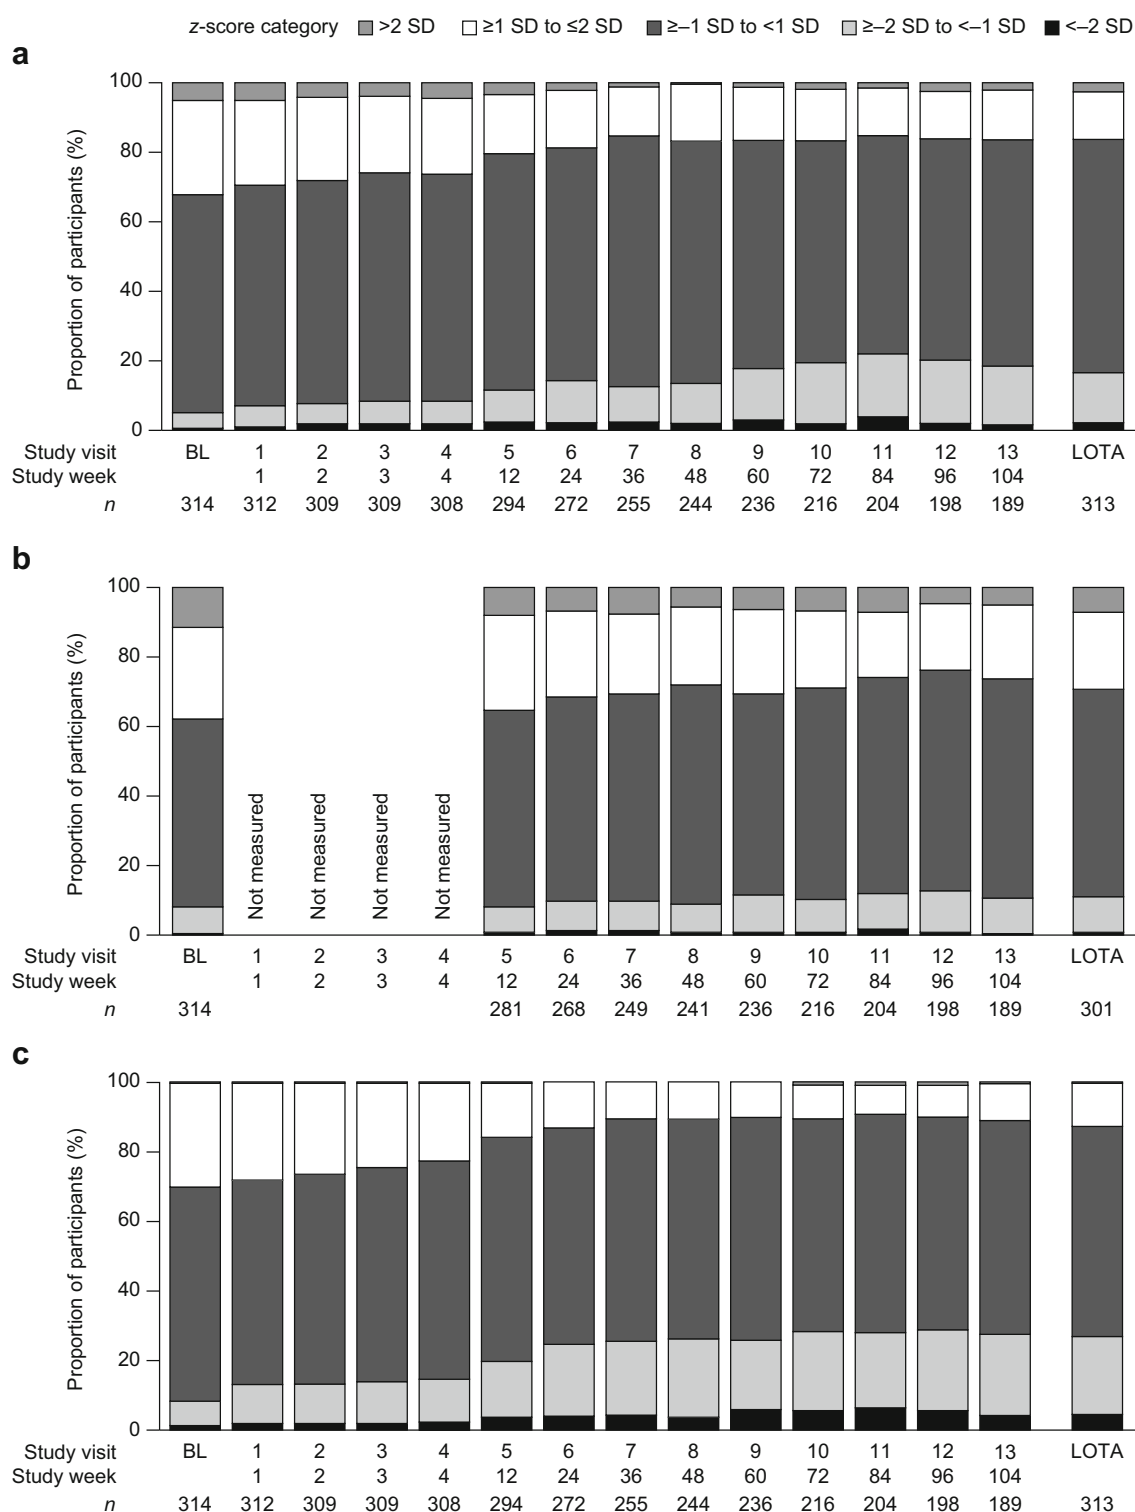 z-score category >2 SD ≥1 SD to ≤2 SD ≥–1 SD to <1 SD ≥–2 SD to <–1 SD <–2 SD
a
Proportion of participants (%)
100
80
60
40
20
0
Study visit BL 1 2 3 4 5 6 7 8 9 10 11 12 13 LOTA
Study week 1 2 3 4 12 24 36 48 60 72 84 96 104
n 314 312 309 309 308 294 272 255 244 236 216 204 198 189 313
b
Proportion of participants (%)
100
80
60
40
20
0
Not measured
Not measured
Not measured
Not measured
Study visit BL 1 2 3 4 5 6 7 8 9 10 11 12 13 LOTA
Study week 1 2 3 4 12 24 36 48 60 72 84 96 104
n 314 281 268 249 241 236 216 204 198 189 301
c
Proportion of participants (%)
100
80
60
40
20
0
Study visit BL 1 2 3 4 5 6 7 8 9 10 11 12 13 LOTA
Study week 1 2 3 4 12 24 36 48 60 72 84 96 104
n 314 312 309 309 308 294 272 255 244 236 216 204 198 189 313